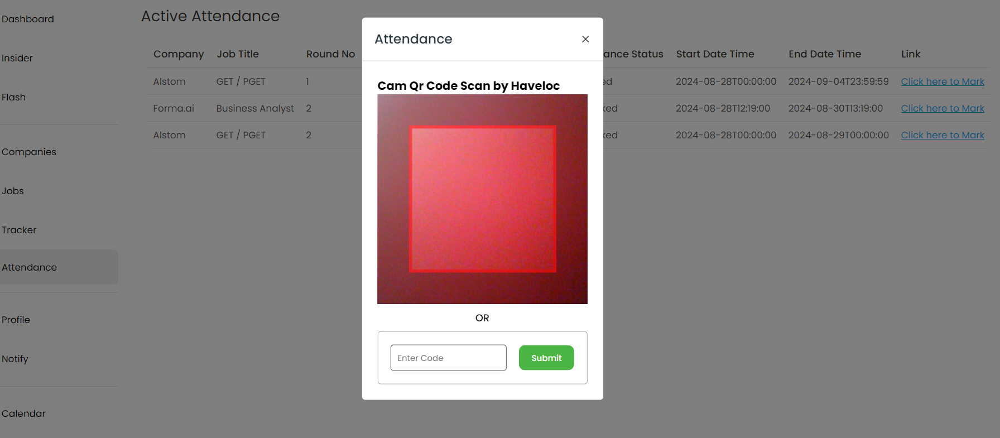 Dashboard
Insider
Flash
Companies
Jobs
Tracker
Attendance
Profile
Notify
Calendar
Active Attendance
Company Job Title Round No ance Status Start Date Time End Date Time Link
Alstom GET / PGET 1 ed 2024-08-28T00:00:00 2024-09-04T23:59:59 Click here to Mark
Forma.ai Business Analyst 2 ked 2024-08-28T12:19:00 2024-08-30T13:19:00 Click here to Mark
Alstom GET / PGET 2 ked 2024-08-28T00:00:00 2024-08-29T00:00:00 Click here to Mark
Attendance
Cam Qr Code Scan by Haveloc
OR
Enter Code Submit